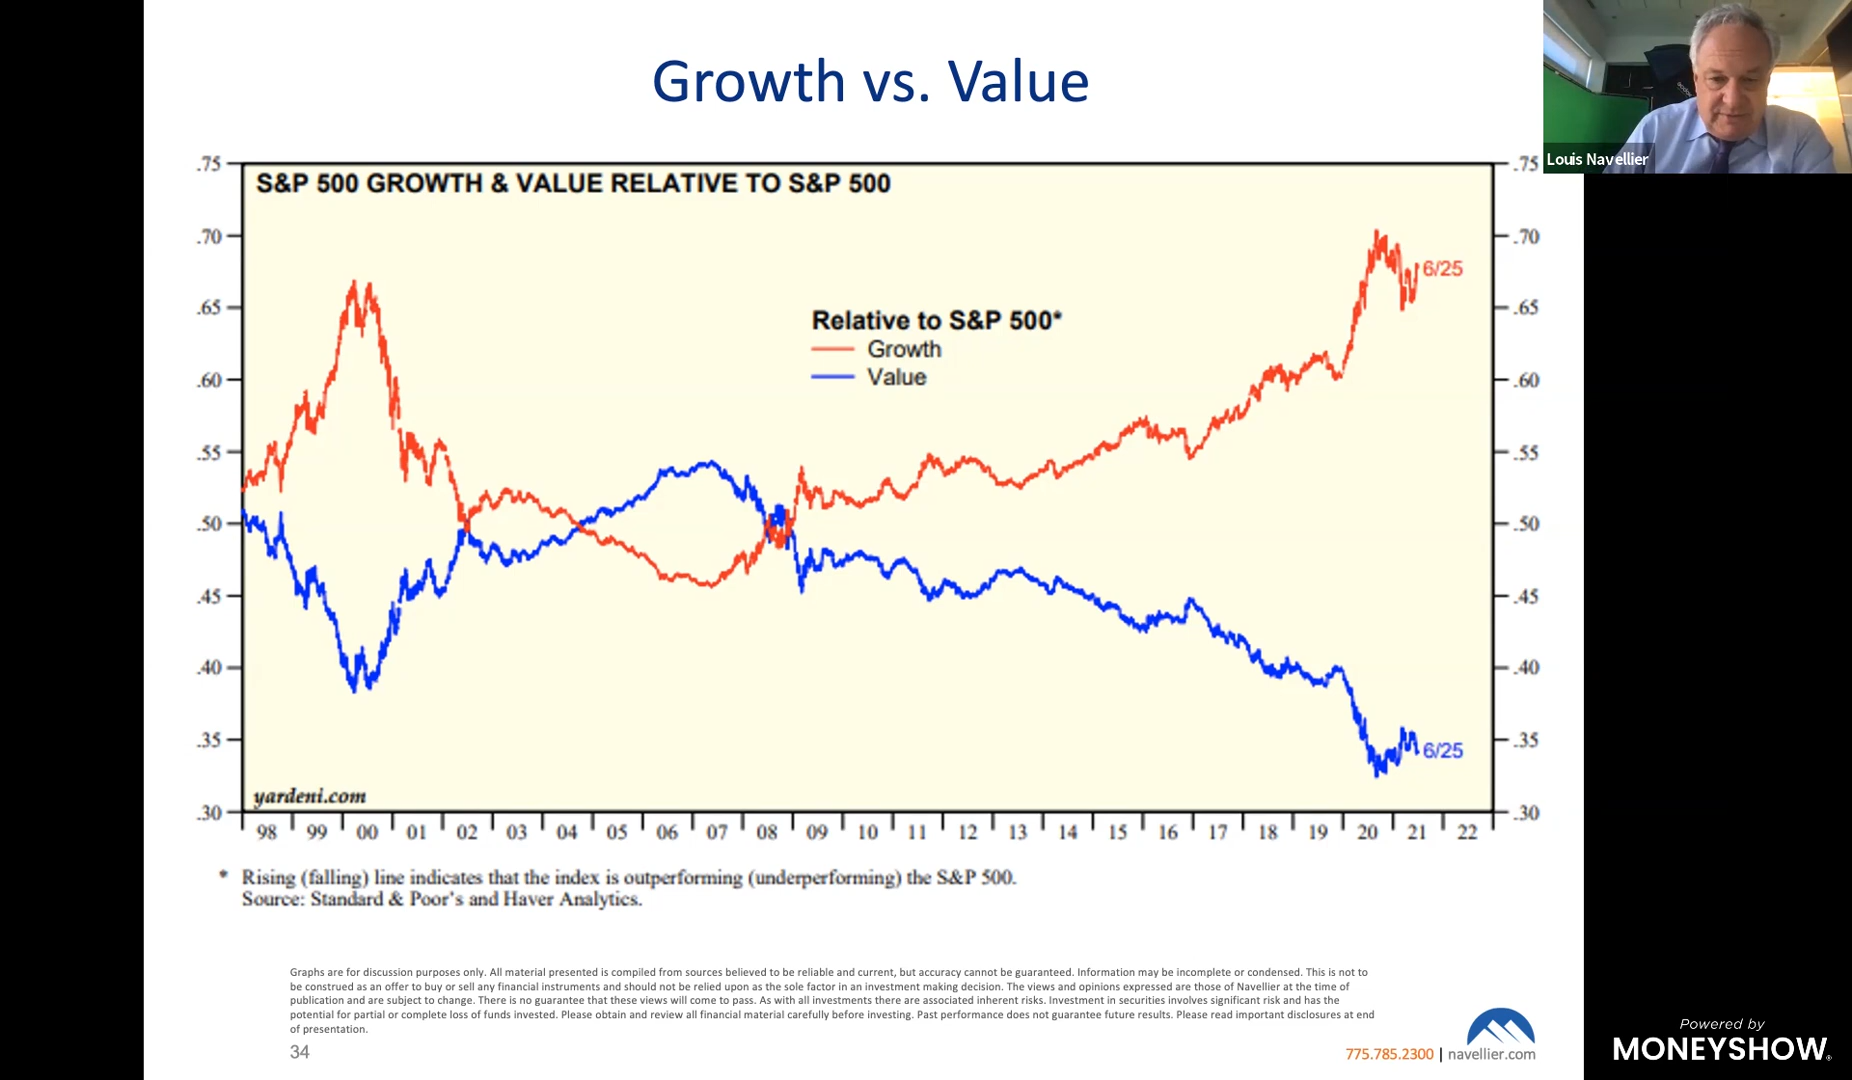 Growth vs. Value
Louis Navellier
S&P 500 GROWTH & VALUE RELATIVE TO S&P 500
.75 .75
.70 .70
.65 .65
.60 .60
.55 .55
.50 .50
.45 .45
.40 .40
.35 .35
.30 .30
Relative to S&P 500*
Growth
Value
6/25
6/25
yardeni.com
98 99 00 01 02 03 04 05 06 07 08 09 10 11 12 13 14 15 16 17 18 19 20 21 22
* Rising (falling) line indicates that the index is outperforming (underperforming) the S&P 500.
Source: Standard & Poor's and Haver Analytics.
Graphs are for discussion purposes only. All material presented is compiled from sources believed to be reliable and current, but accuracy cannot be guaranteed. Information may be incomplete or condensed. This is not to
be construed as an offer to buy or sell any financial instruments and should not be relied upon as the sole factor in an investment making decision. The views and opinions expressed are those of Navellier at the time of
publication and are subject to change. There is no guarantee that these views will come to pass. As with all investments there are associated inherent risks. Investment in securities involves significant risk and has the
potential for partial or complete loss of funds invested. Please obtain and review all financial material carefully before investing. Past performance does not guarantee future results. Please read important disclosures at end
of presentation.
34
775.785.2300 | navellier.com
Powered by
MONEYSHOW®